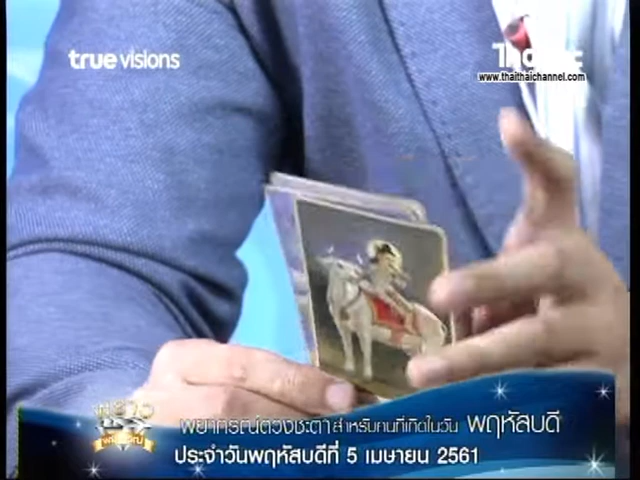 true visions
www.thaithaichannel.com
พยากรณ์ดวงชะตา สำหรับคนที่เกิดในวัน พฤหัสบดี
ประจำวันพฤหัสบดีที่ 5 เมษายน 2561